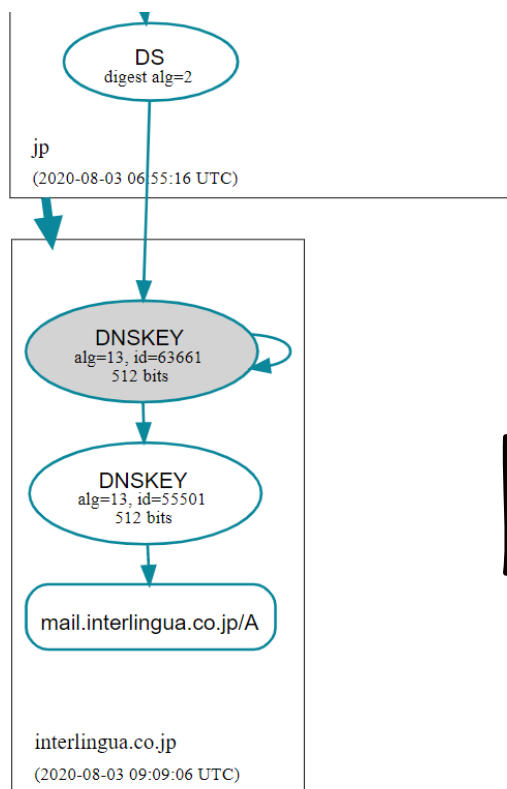 DS
digest alg=2
jp
(2020-08-03 06:55:16 UTC)
DNSKEY
alg=13, id=63661
512 bits
DNSKEY
alg=13, id=55501
512 bits
mail.interlingua.co.jp/A
interlingua.co.jp
(2020-08-03 09:09:06 UTC)